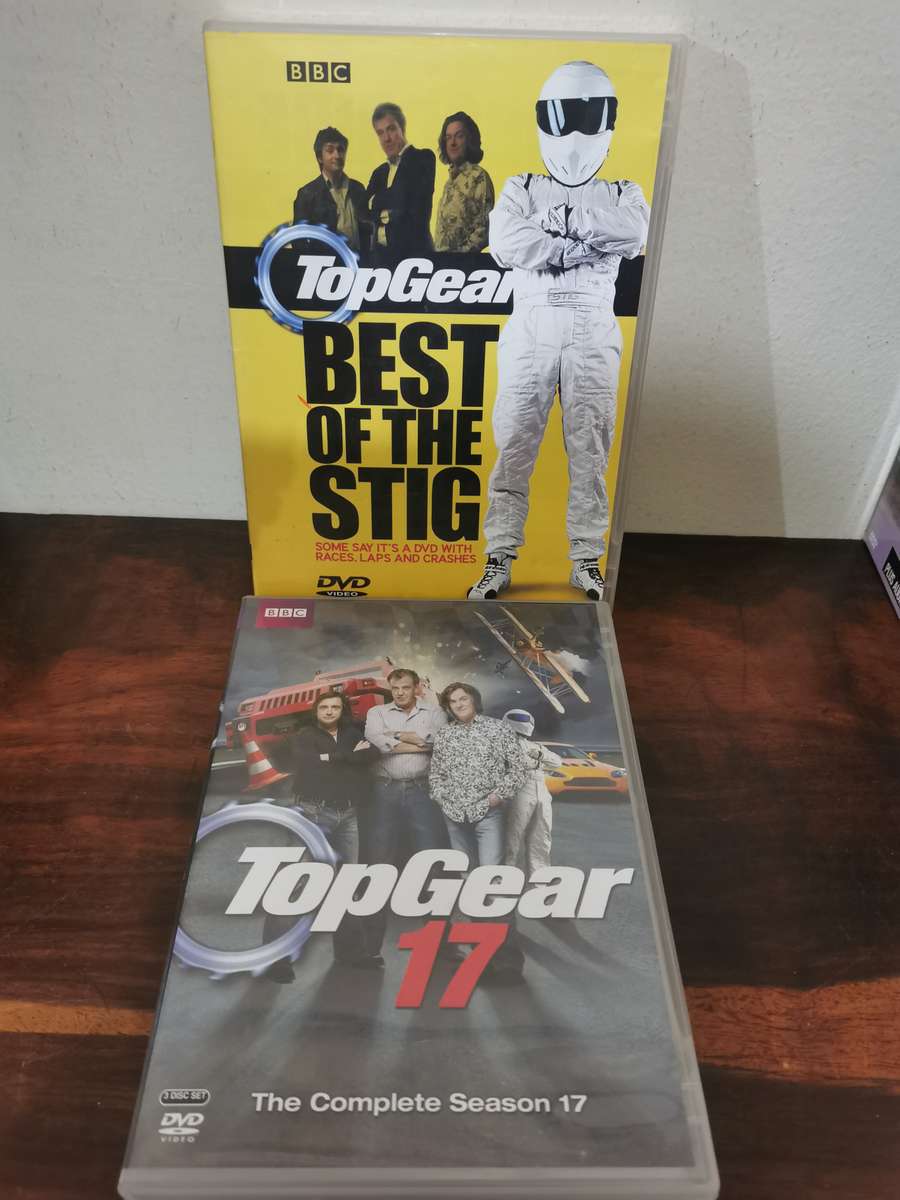 BBC
TopGear
BEST
OF THE
STIG
SOME SAY IT'S A DVD WITH
RACES, LAPS AND CRASHES
DVD
VIDEO
STIG
BBC
TopGear
17
The Complete Season 17
3 DISC SET
DVD
VIDEO